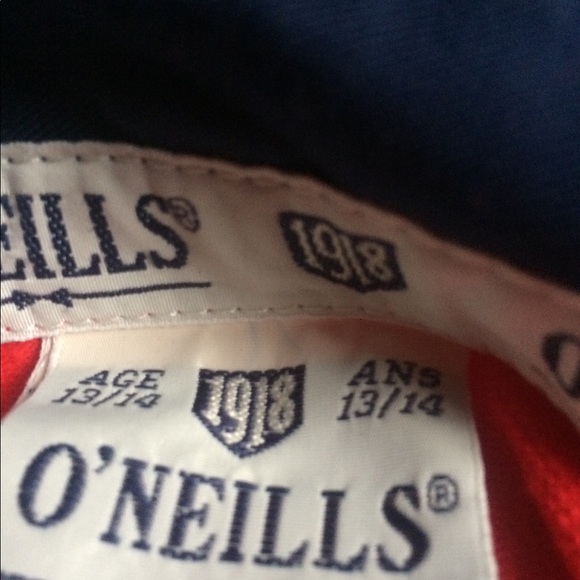 EILLS® 1918 O
AGE 1918 ANS
13/14 13/14
O'NEILLS®